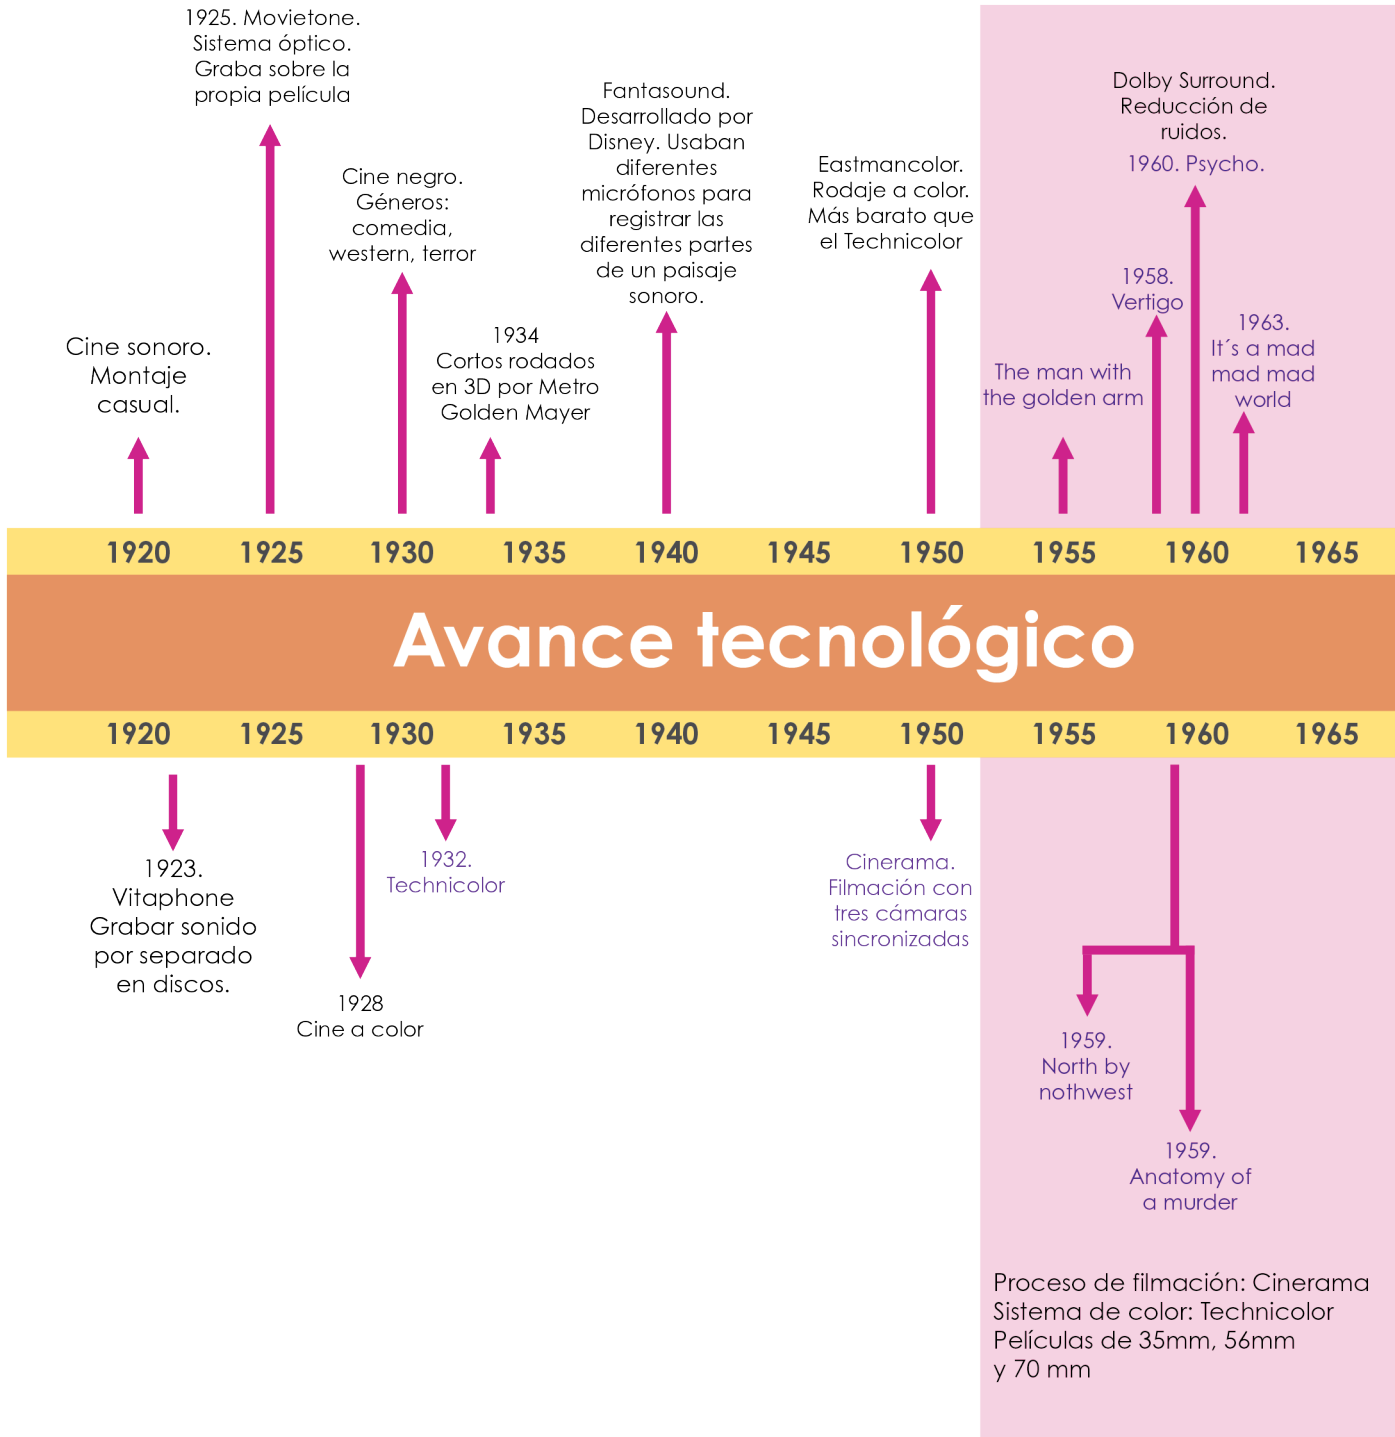 1925. Movietone.
Sistema óptico.
Graba sobre la
propia película
Cine sonoro.
Montaje
casual.
Cine negro.
Géneros:
comedia,
western, terror
1934
Cortos rodados
en 3D por Metro
Golden Mayer
Fantasound.
Desarrollado por
Disney. Usaban
diferentes
micrófonos para
registrar las
diferentes partes
de un paisaje
sonoro.
Eastmancolor.
Rodaje a color.
Más barato que
el Technicolor
The man with
the golden arm
1958.
Vertigo
Dolby Surround.
Reducción de
ruidos.
1960. Psycho.
1963.
It´s a mad
mad mad
world
1920 1925 1930 1935 1940 1945 1950 1955 1960 1965
Avance tecnológico
1920 1925 1930 1935 1940 1945 1950 1955 1960 1965
1923.
Vitaphone
Grabar sonido
por separado
en discos.
1928
Cine a color
1932.
Technicolor
Cinerama.
Filmación con
tres cámaras
sincronizadas
1959.
North by
nothwest
1959.
Anatomy of
a murder
Proceso de filmación: Cinerama
Sistema de color: Technicolor
Películas de 35mm, 56mm
y 70 mm